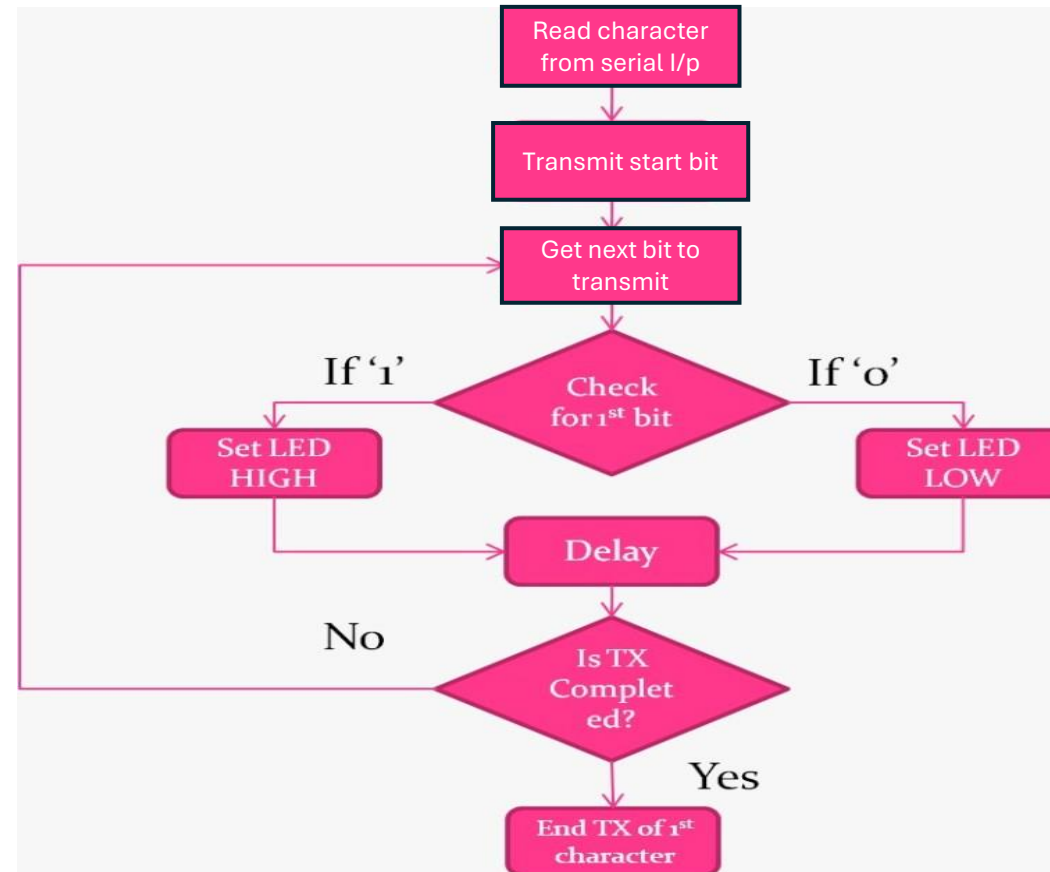 Read character
from serial I/p
Transmit start bit
Get next bit to
transmit
If ‘1’
Check
for 1st bit
If ‘0’
Set LED
HIGH
Set LED
LOW
Delay
No
Is TX
Complet
ed?
Yes
End TX of 1st
character